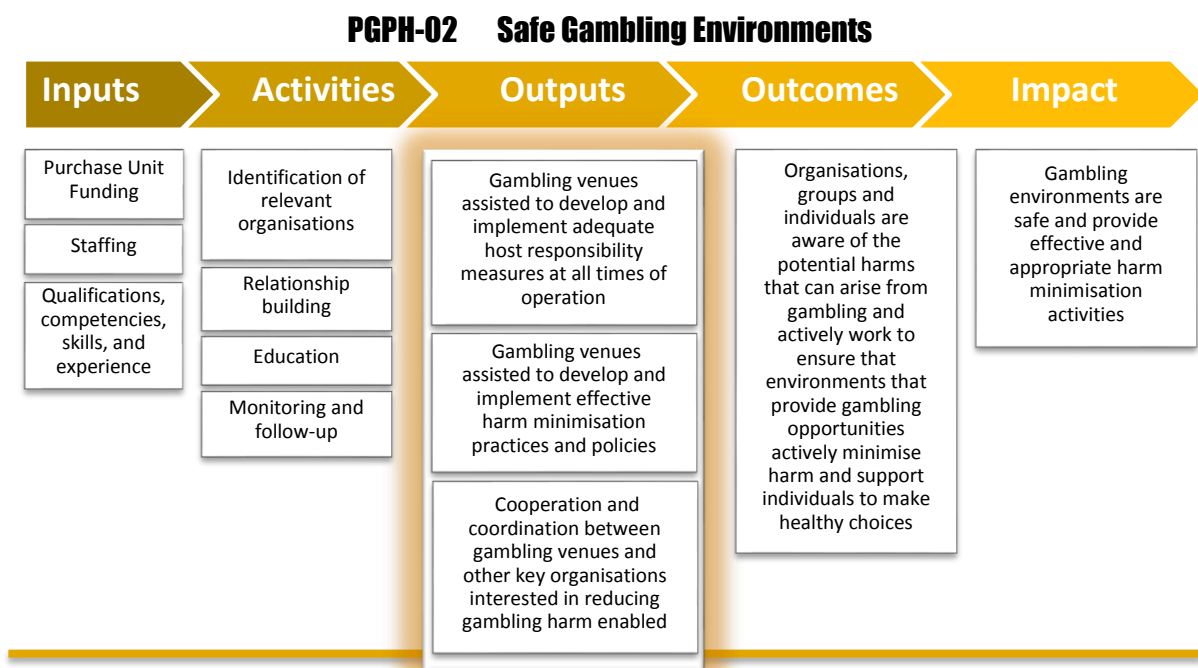 PGPH-02 Safe Gambling Environments
Inputs
Activities
Outputs
Outcomes
Impact
Purchase Unit
Funding
Staffing
Qualifications,
competencies,
skills, and
experience
Identification of
relevant
organisations
Relationship
building
Education
Monitoring and
follow-up
Gambling venues
assisted to develop and
implement adequate
host responsibility
measures at all times of
operation
Gambling venues
assisted to develop and
implement effective
harm minimisation
practices and policies
Cooperation and
coordination between
gambling venues and
other key organisations
interested in reducing
gambling harm enabled
Organisations,
groups and
individuals are
aware of the
potential harms
that can arise from
gambling and
actively work to
ensure that
environments that
provide gambling
opportunities
actively minimise
harm and support
individuals to make
healthy choices
Gambling
environments are
safe and provide
effective and
appropriate harm
minimisation
activities